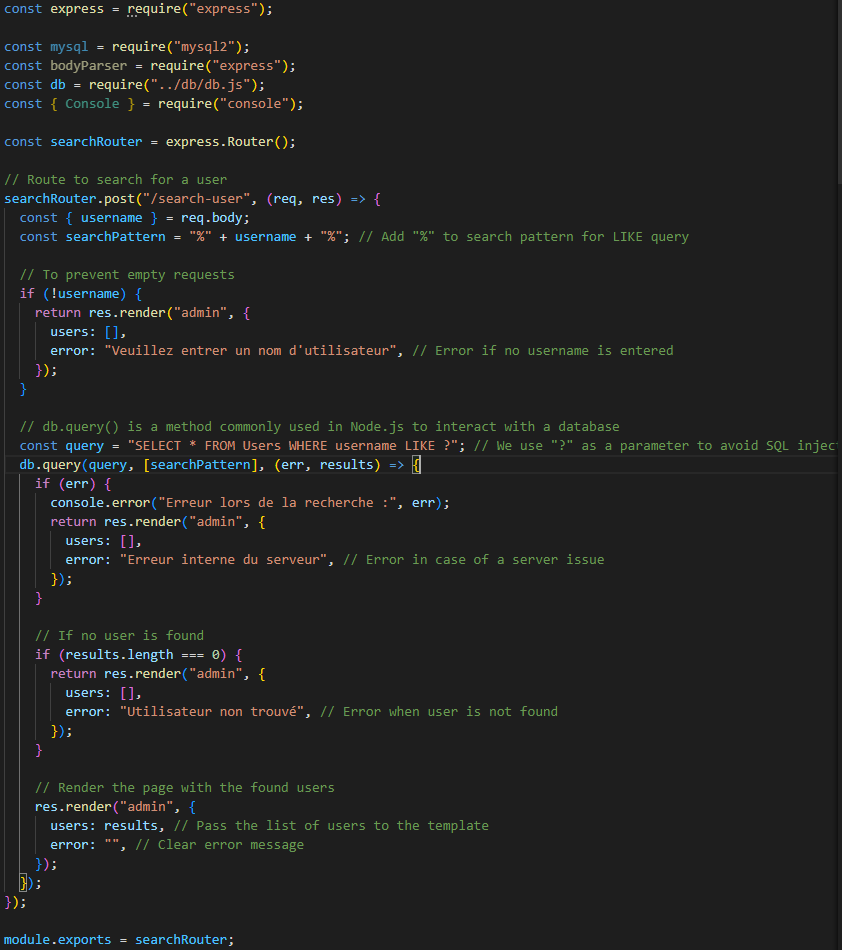 const express = require("express");
const mysql = require("mysql2");
const bodyParser = require("express");
const db = require("../db/db.js");
const { Console } = require("console");
const searchRouter = express.Router();
// Route to search for a user
searchRouter.post("/search-user", (req, res) => {
const { username } = req.body;
const searchPattern = "%" + username + "%"; // Add "%" to search pattern for LIKE query
// To prevent empty requests
if (!username) {
return res.render("admin", {
users: [],
error: "Veuillez entrer un nom d'utilisateur", // Error if no username is entered
});
}
// db.query() is a method commonly used in Node.js to interact with a database
const query = "SELECT * FROM Users WHERE username LIKE ?"; // We use "?" as a parameter to avoid SQL injec
db.query(query, [searchPattern], (err, results) => {
if (err) {
console.error("Erreur lors de la recherche :", err);
return res.render("admin", {
users: [],
error: "Erreur interne du serveur", // Error in case of a server issue
});
}
// If no user is found
if (results.length === 0) {
return res.render("admin", {
users: [],
error: "Utilisateur non trouvé", // Error when user is not found
});
}
// Render the page with the found users
res.render("admin", {
users: results, // Pass the list of users to the template
error: "", // Clear error message
});
});
});
module.exports = searchRouter;